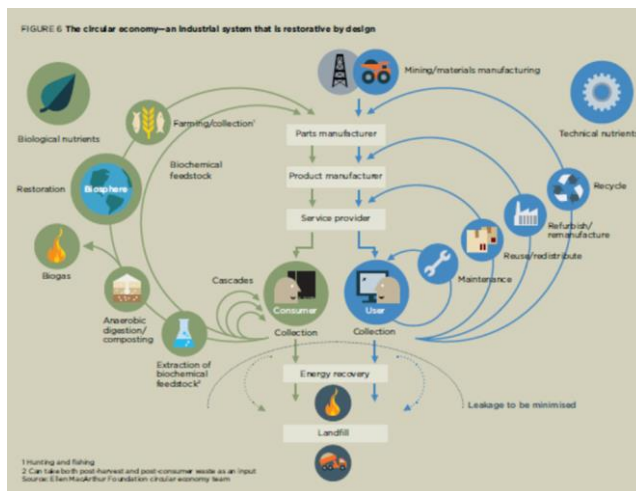 FIGURE 6 The circular economy—an industrial system that is restorative by design
Mining/materials manufacturing
Biological nutrients
Farming/collection¹
Technical nutrients
Parts manufacturer
Biochemical
feedstock
Product manufacturer
Restoration
Biosphere
Recycle
Service provider
Refurbish/
remanufacture
Reuse/redistribute
Biogas
Maintenance
Cascades
Consumer
User
Anaerobic
digestion/
composting
Collection
Collection
Extraction of
biochemical
feedstock²
Energy recovery
Leakage to be minimised
Landfill
1 Hunting and fishing
2 Can take both post-harvest and post-consumer waste as an input
Source: Ellen MacArthur Foundation circular economy team